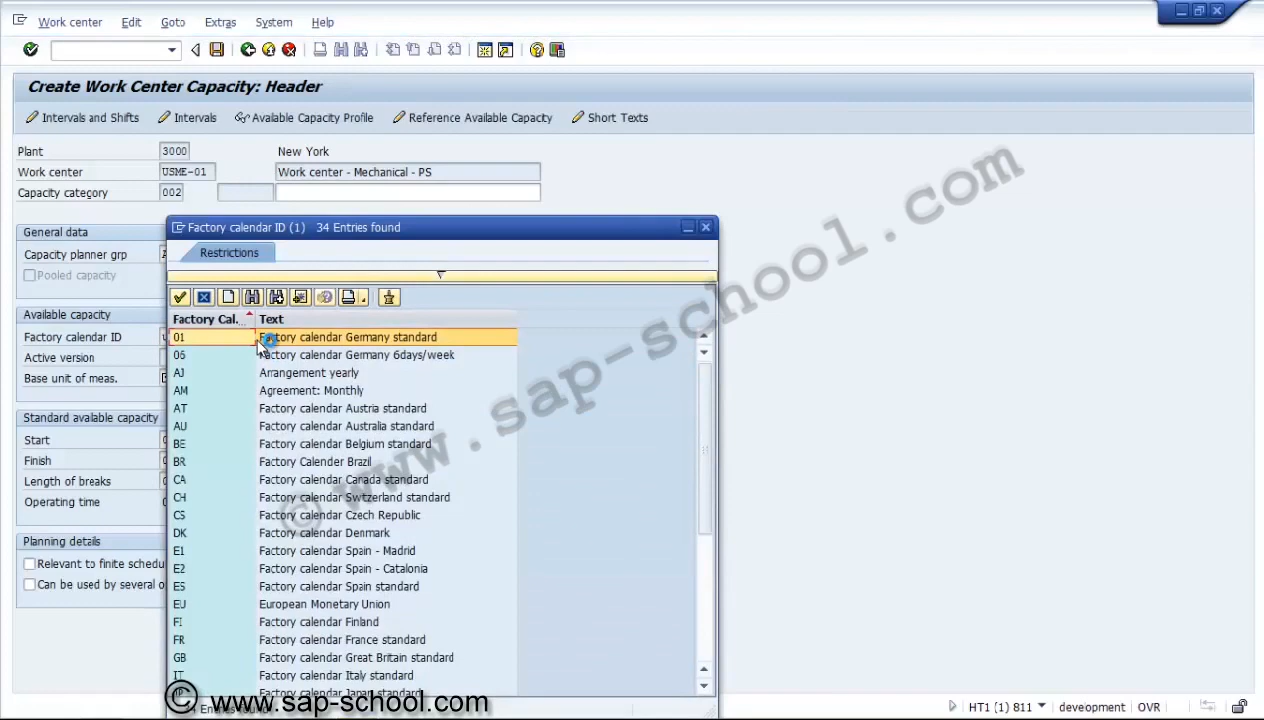 Work center Edit Goto Extras System Help
Create Work Center Capacity: Header
Intervals and Shifts Intervals Available Capacity Profile Reference Available Capacity Short Texts
Plant 3000 New York
Work center USME-01 Work center - Mechanical - PS
Capacity category 002
General data
Capacity planner grp
Pooled capacity
Available capacity
Factory calendar ID
Active version
Base unit of meas.
Standard available capacity
Start
Finish
Length of breaks
Operating time
Planning details
Relevant to finite schedu
Can be used by several o
Factory calendar ID (1) 34 Entries found
Restrictions
Factory Cal... Text
01 Factory calendar Germany standard
06 Factory calendar Germany 6days/week
AJ Arrangement yearly
AM Agreement: Monthly
AT Factory calendar Austria standard
AU Factory calendar Australia standard
BE Factory calendar Belgium standard
BR Factory Calender Brazil
CA Factory calendar Canada standard
CH Factory calendar Switzerland standard
CS Factory calendar Czech Republic
DK Factory calendar Denmark
E1 Factory calendar Spain - Madrid
E2 Factory calendar Spain - Catalonia
ES Factory calendar Spain standard
EU European Monetary Union
FI Factory calendar Finland
FR Factory calendar France standard
GB Factory calendar Great Britain standard
IT Factory calendar Italy standard
JP Factory calendar Japan standard
© www.sap-school.com
© www.sap-school.com
HT1 (1) 811 development OVR